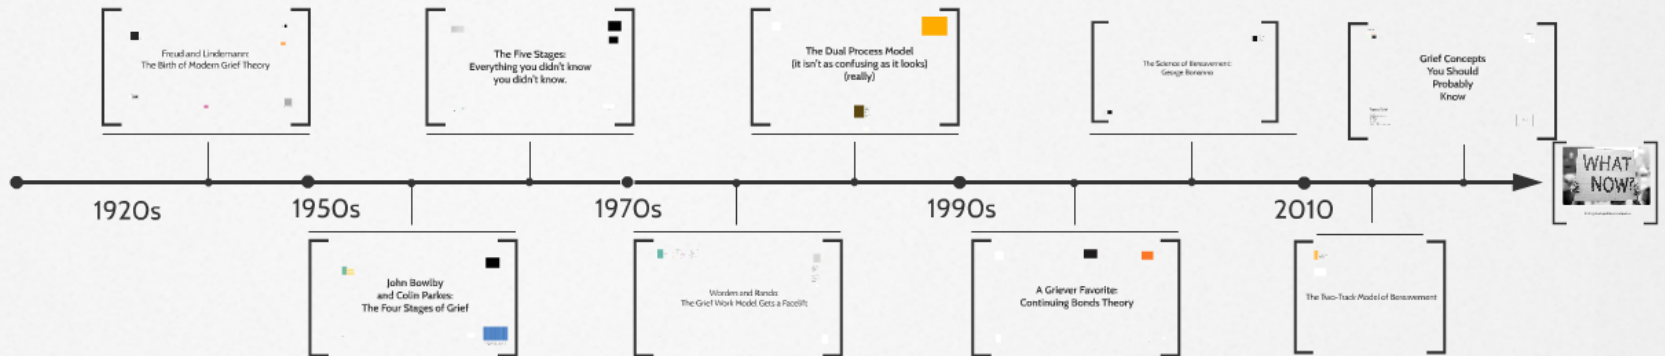 Freud and Lindemann:
The Birth of Modern Grief Theory
The Five Stages:
Everything you didn't know
you didn't know.
The Dual Process Model
(it isn't as confusing as it looks)
(really)
The Science of Bereavement:
George Bonanno
Grief Concepts
You Should
Probably
Know
WHAT
NOW?
1920s
1950s
1970s
1990s
2010
John Bowlby
and Colin Parkes:
The Four Stages of Grief
Worden and Rando:
The Grief Work Model Gets a Facelift
A Griever Favorite:
Continuing Bonds Theory
The Two-Track Model of Bereavement